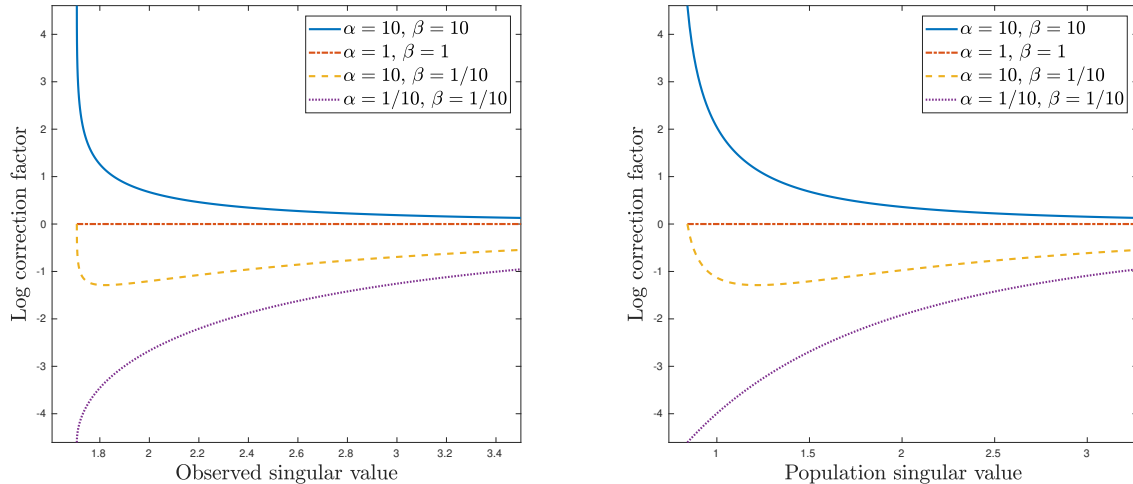 Log correction factor
4
3
2
1
0
-1
-2
-3
-4
α = 10, β = 10
α = 1, β = 1
α = 10, β = 1/10
α = 1/10, β = 1/10
1.8 2 2.2 2.4 2.6 2.8 3 3.2 3.4
Observed singular value
Log correction factor
4
3
2
1
0
-1
-2
-3
-4
α = 10, β = 10
α = 1, β = 1
α = 10, β = 1/10
α = 1/10, β = 1/10
1 1.5 2 2.5 3
Population singular value